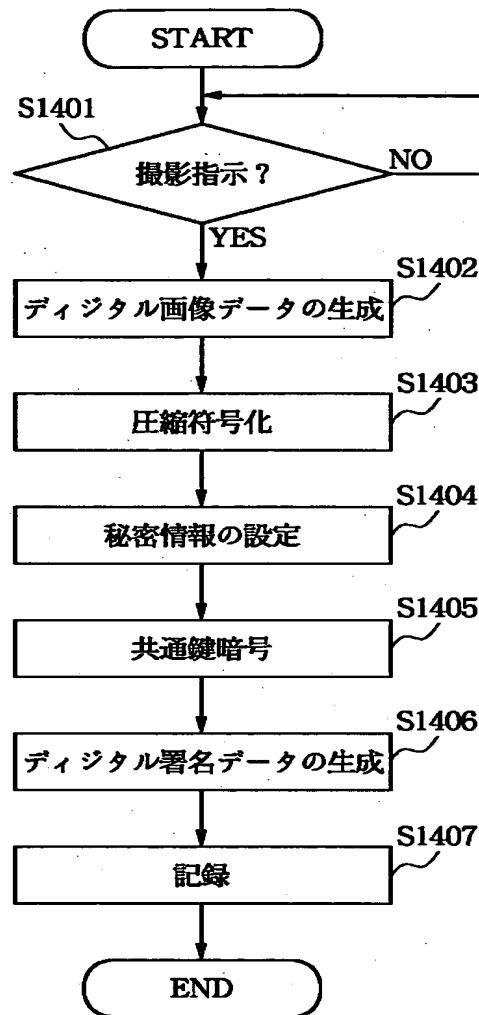 START
S1401
撮影指示?
NO
YES
S1402
ディジタル画像データの生成
S1403
圧縮符号化
S1404
秘密情報の設定
S1405
共通鍵暗号
S1406
ディジタル署名データの生成
S1407
記録
END